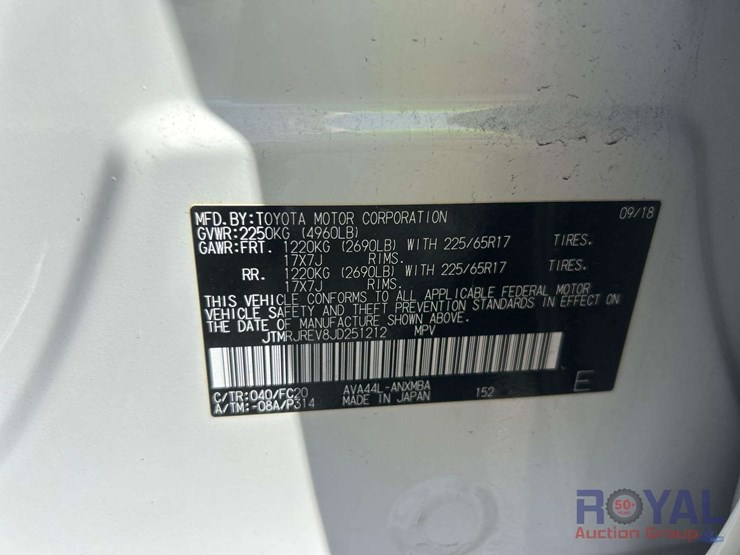 MFD.BY:TOYOTA MOTOR CORPORATION 09/18
GVWR:2250KG (4960LB)
GAWR:FRT. 1220KG (2690LB) WITH 225/65R17 TIRES.
17X7J RIMS.
RR. 1220KG (2690LB) WITH 225/65R17 TIRES.
17X7J RIMS.
THIS VEHICLE CONFORMS TO ALL APPLICABLE FEDERAL MOTOR
VEHICLE SAFETY AND THEFT PREVENTION STANDARDS IN EFFECT ON
THE DATE OF MANUFACTURE SHOWN ABOVE.
JTMRJREV8JD251212 MPV
C/TR:040/FC20 AVA44L-ANXMBA 152 E
A/TM:-08A/P314 MADE IN JAPAN
ROYAL
50
Auction Group